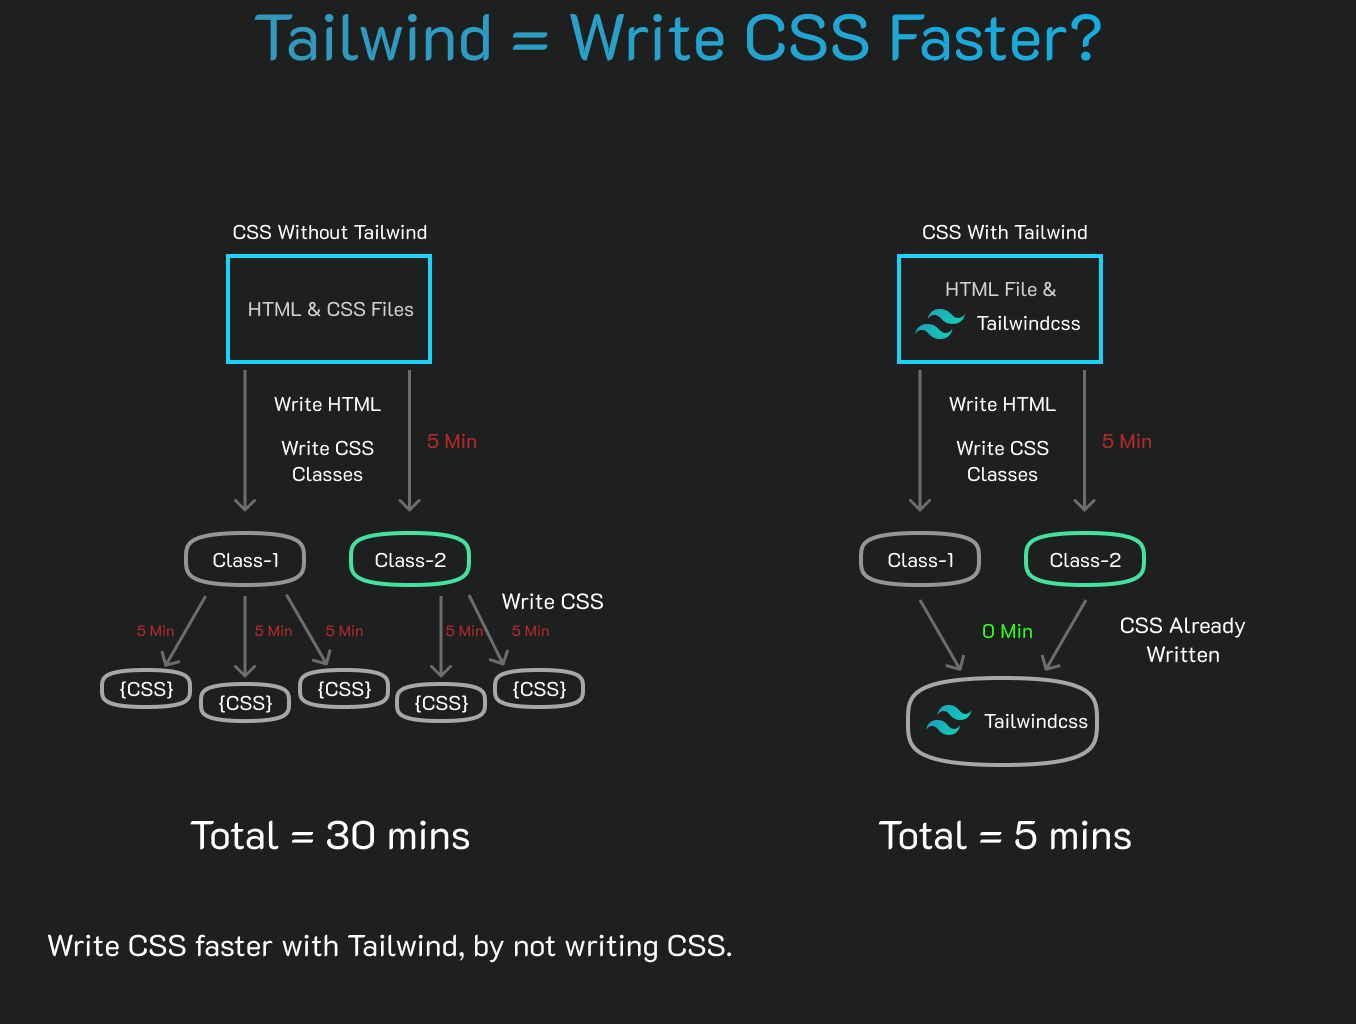 Tailwind = Write CSS Faster?
CSS Without Tailwind
HTML & CSS Files
Write HTML
Write CSS
Classes
5 Min
Class-1
Class-2
Write CSS
5 Min
5 Min
5 Min
5 Min
5 Min
{CSS}
{CSS}
{CSS}
{CSS}
{CSS}
Total = 30 mins
CSS With Tailwind
HTML File &
Tailwindcss
Write HTML
Write CSS
Classes
5 Min
Class-1
Class-2
0 Min
CSS Already
Written
Tailwindcss
Total = 5 mins
Write CSS faster with Tailwind, by not writing CSS.